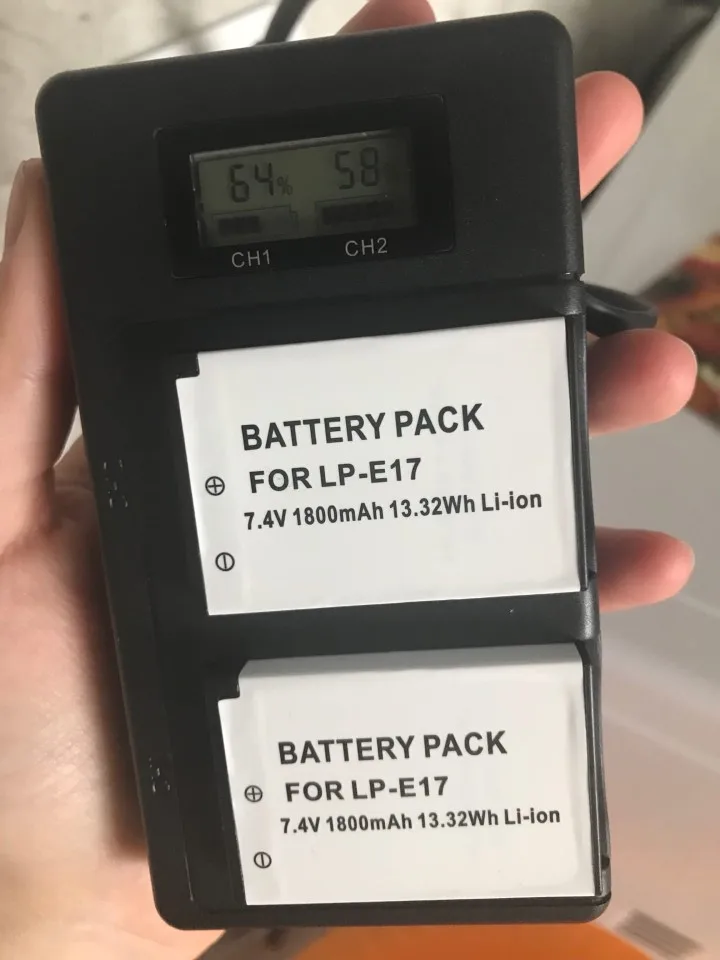 64% 58
CH1 CH2
BATTERY PACK
FOR LP-E17
7.4V 1800mAh 13.32Wh Li-ion
BATTERY PACK
FOR LP-E17
7.4V 1800mAh 13.32Wh Li-ion